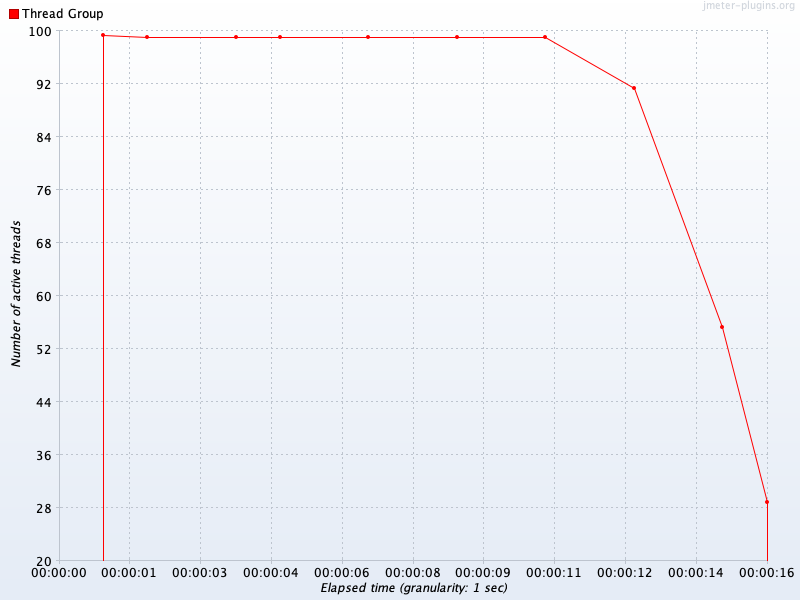 jmeter-plugins.org
Thread Group
100
92
84
76
68
60
52
44
36
28
20
Number of active threads
00:00:00 00:00:01 00:00:03 00:00:04 00:00:06 00:00:08 00:00:09 00:00:11 00:00:12 00:00:14 00:00:16
Elapsed time (granularity: 1 sec)